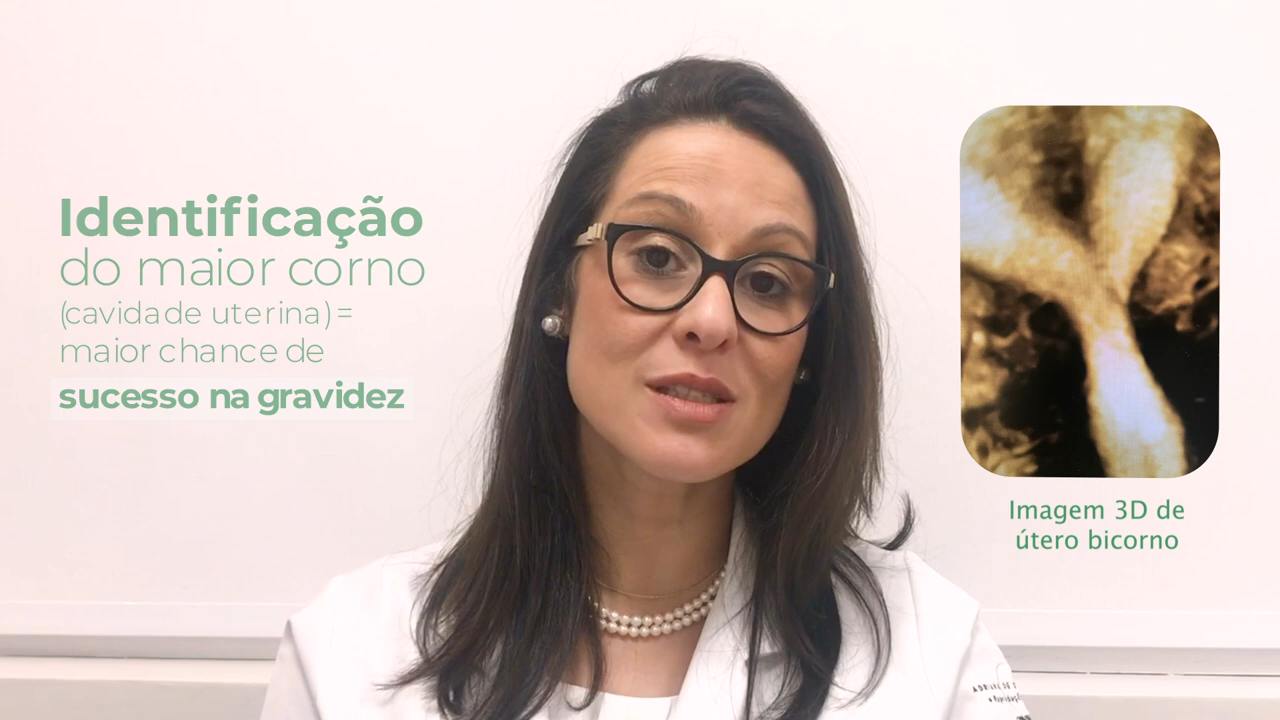 Identificação
do maior corno
(cavidade uterina) =
maior chance de
sucesso na gravidez
Imagem 3D de
útero bicorno